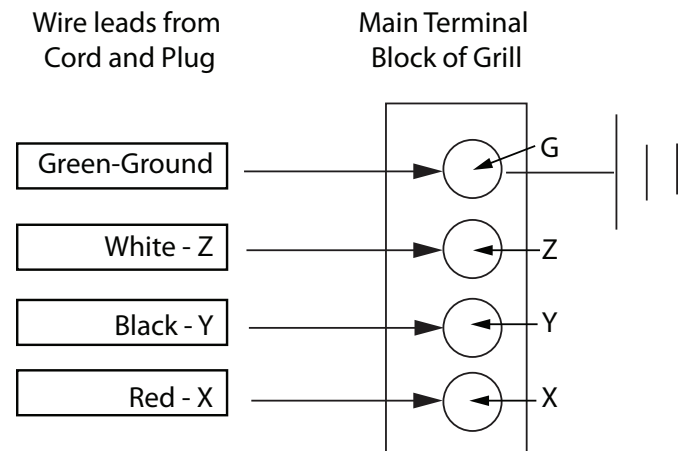 Wire leads from
Cord and Plug
Main Terminal
Block of Grill
Green-Ground
G
White - Z
Z
Black - Y
Y
Red - X
X